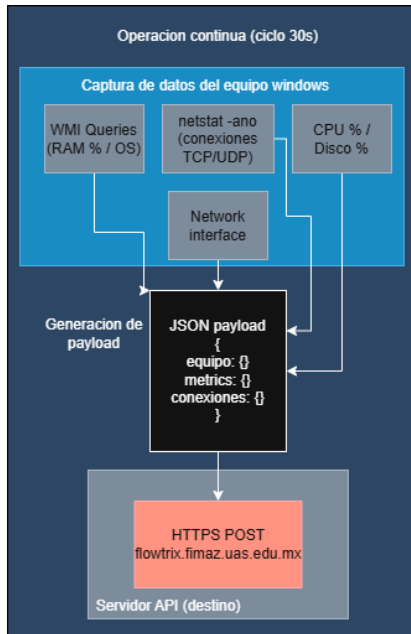 Operacion continua (ciclo 30s)
Captura de datos del equipo windows
WMI Queries
(RAM % / OS)
netstat -ano
(conexiones
TCP/UDP)
CPU % /
Disco %
Network
interface
Generacion de
payload
JSON payload
{
equipo: {}
metrics: {}
conexiones: {}
}
HTTPS POST
flowtrix.fimaz.uas.edu.mx
Servidor API (destino)